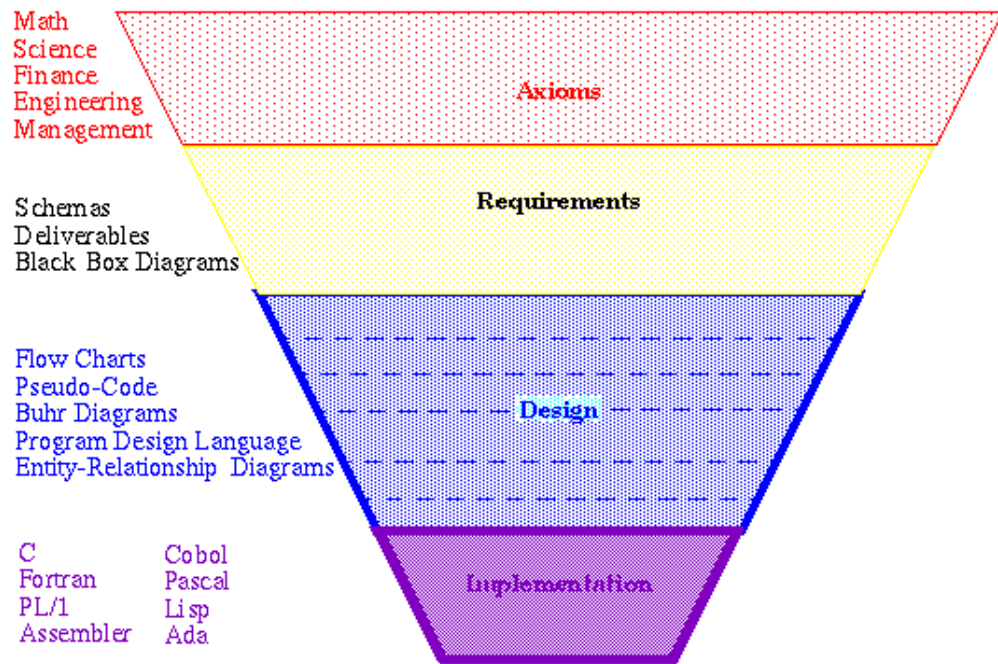 Math
Science
Finance
Engineering
Management
Axioms
Schemas
Deliverables
Black Box Diagrams
Requirements
Flow Charts
Pseudo-Code
Buhr Diagrams
Program Design Language
Entity-Relationship Diagrams
Design
C
Fortran
PL/1
Assembler
Cobol
Pascal
Lisp
Ada
Implementation